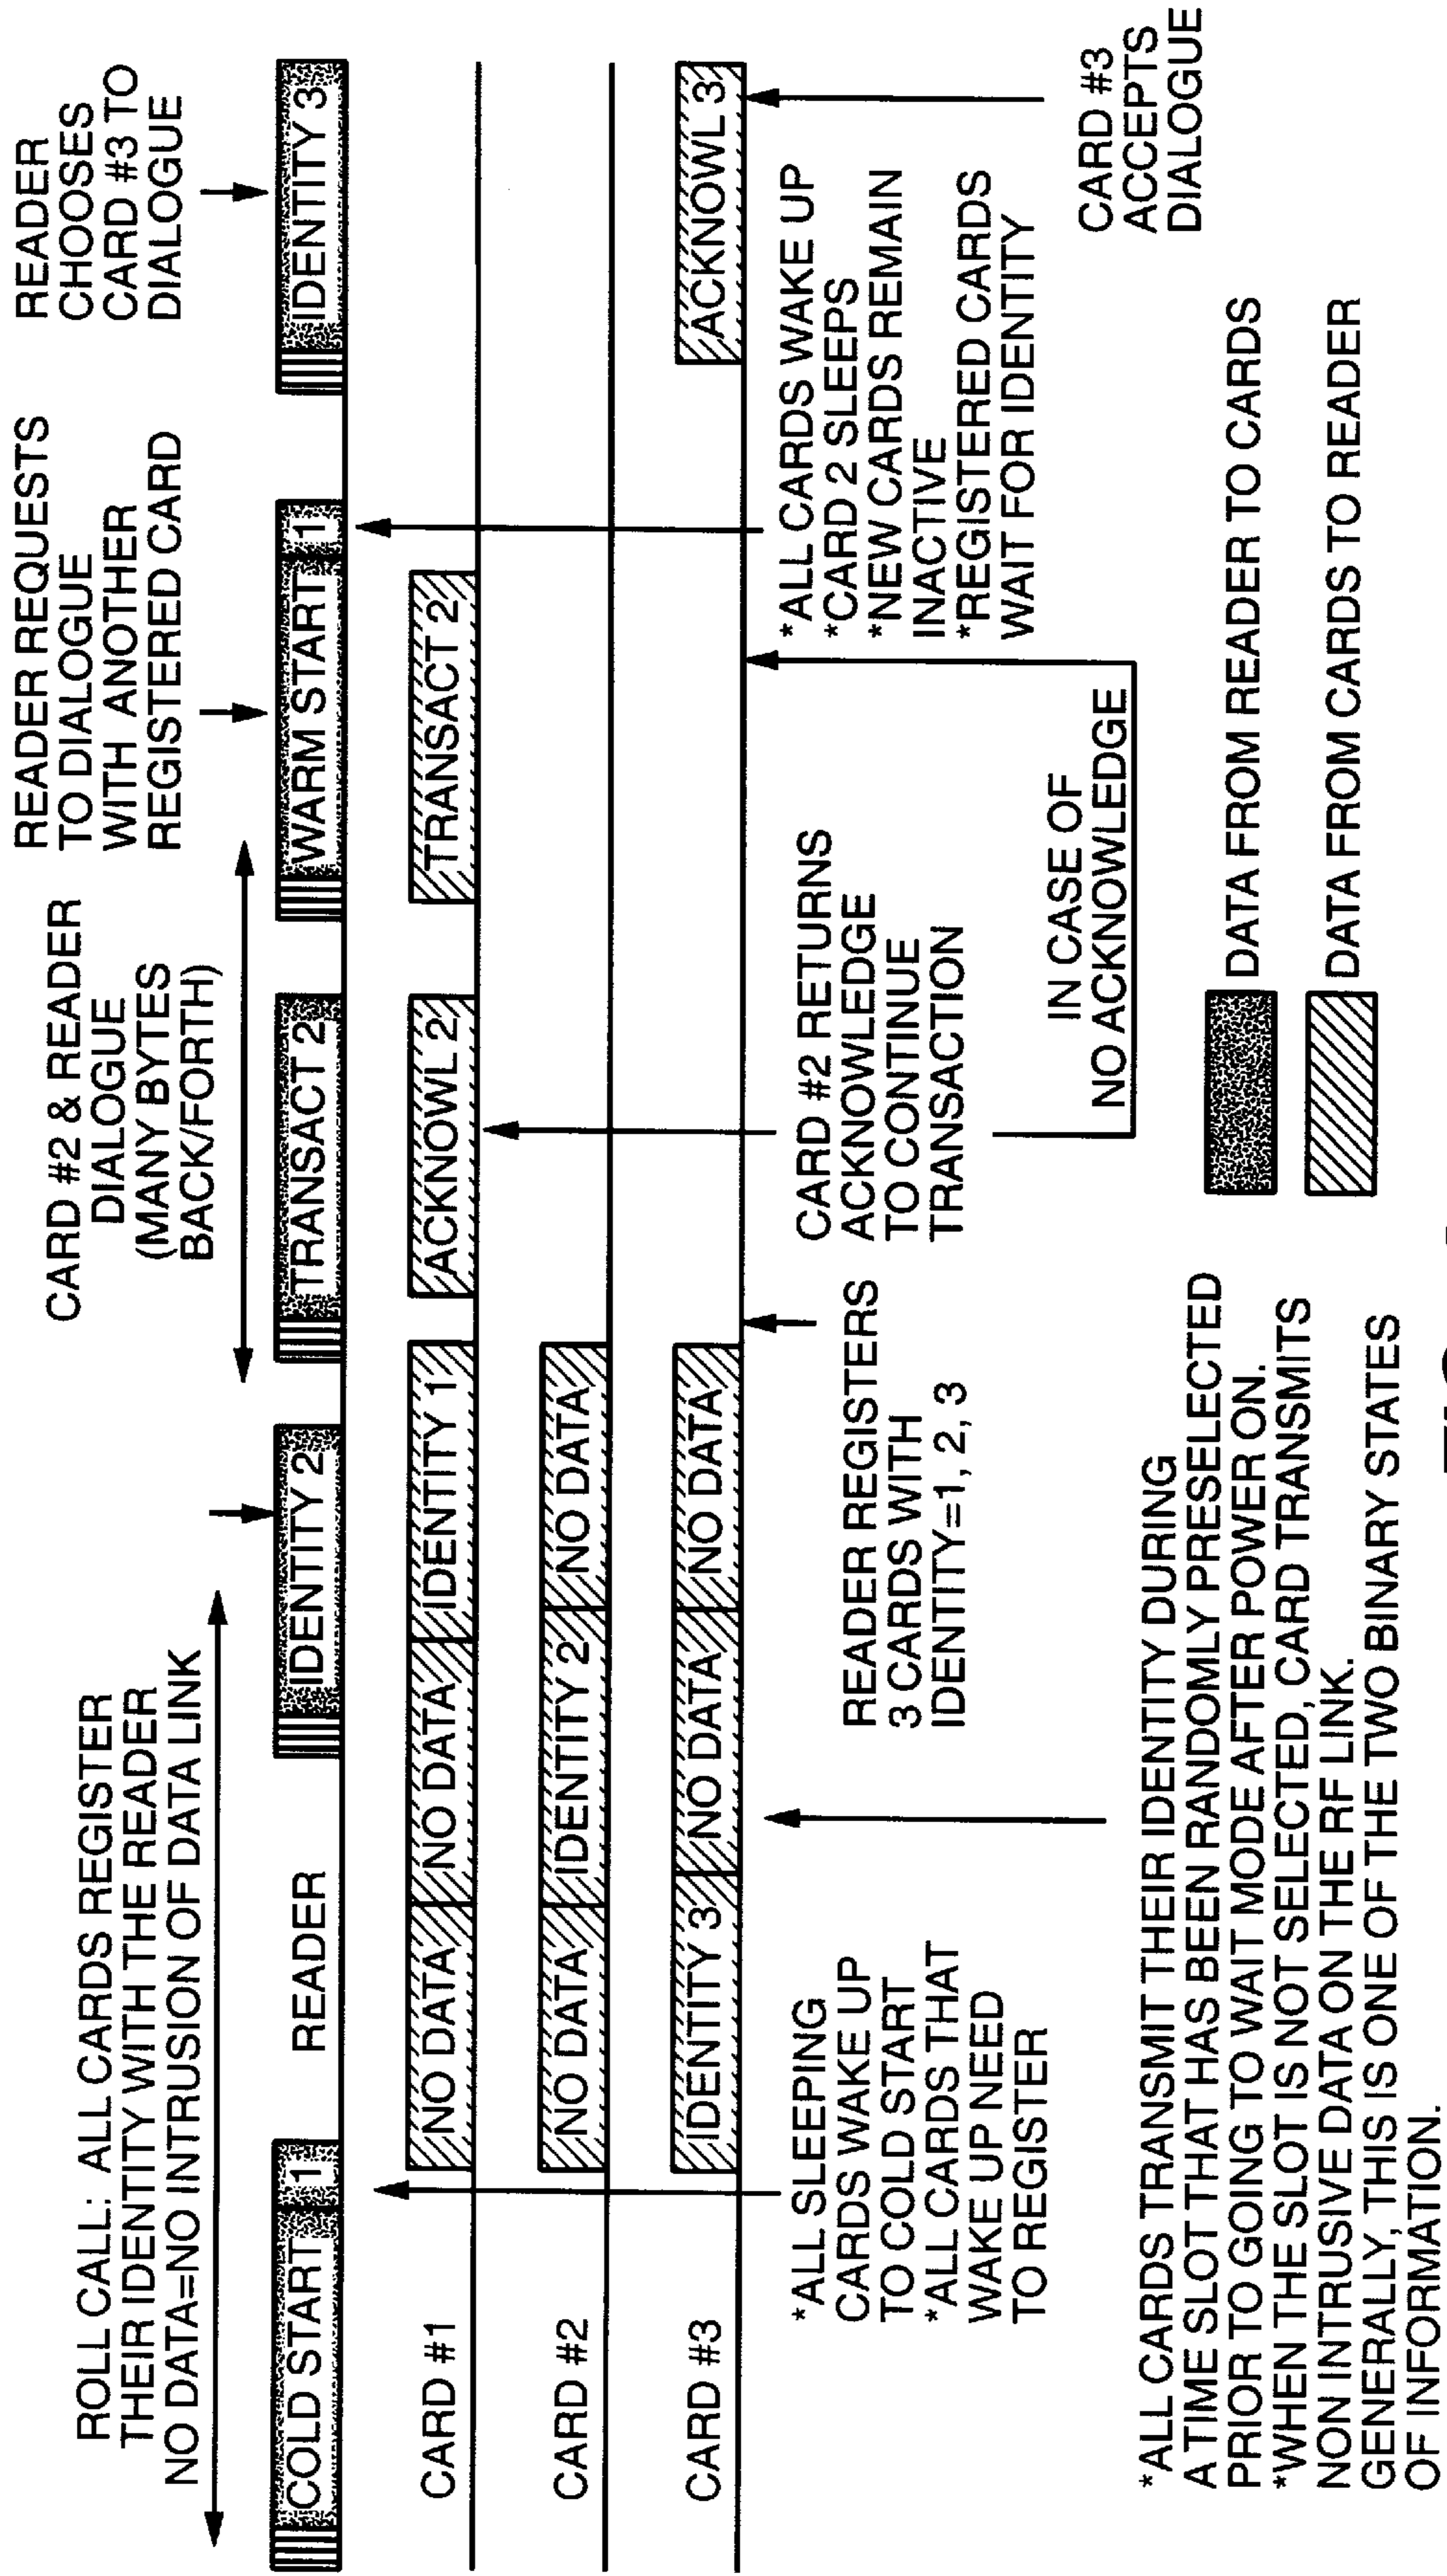 ROLL CALL: ALL CARDS REGISTER
THEIR IDENTITY WITH THE READER
NO DATA=NO INTRUSION OF DATA LINK
CARD #2 & READER
DIALOGUE
(MANY BYTES
BACK/FORTH)
READER REQUESTS
TO DIALOGUE
WITH ANOTHER
REGISTERED CARD
READER
CHOOSES
CARD #3 TO
DIALOGUE
COLD START 1 READER IDENTITY 2 TRANSACT 2 WARM START 1 IDENTITY 3
CARD #1 NO DATA NO DATA IDENTITY 1 ACKNOWL 2 TRANSACT 2
CARD #2 NO DATA IDENTITY 2 NO DATA
CARD #3 IDENTITY 3 NO DATA NO DATA ACKNOWL 3
*ALL SLEEPING
CARDS WAKE UP
TO COLD START
*ALL CARDS THAT
WAKE UP NEED
TO REGISTER
READER REGISTERS
3 CARDS WITH
IDENTITY=1, 2, 3
CARD #2 RETURNS
ACKNOWLEDGE
TO CONTINUE
TRANSACTION
IN CASE OF
NO ACKNOWLEDGE
*ALL CARDS WAKE UP
*CARD 2 SLEEPS
*NEW CARDS REMAIN
INACTIVE
*REGISTERED CARDS
WAIT FOR IDENTITY
CARD #3
ACCEPTS
DIALOGUE
*ALL CARDS TRANSMIT THEIR IDENTITY DURING
A TIME SLOT THAT HAS BEEN RANDOMLY PRESELECTED
PRIOR TO GOING TO WAIT MODE AFTER POWER ON.
*WHEN THE SLOT IS NOT SELECTED, CARD TRANSMITS
NON INTRUSIVE DATA ON THE RF LINK.
GENERALLY, THIS IS ONE OF THE TWO BINARY STATES
OF INFORMATION.
DATA FROM READER TO CARDS
DATA FROM CARDS TO READER